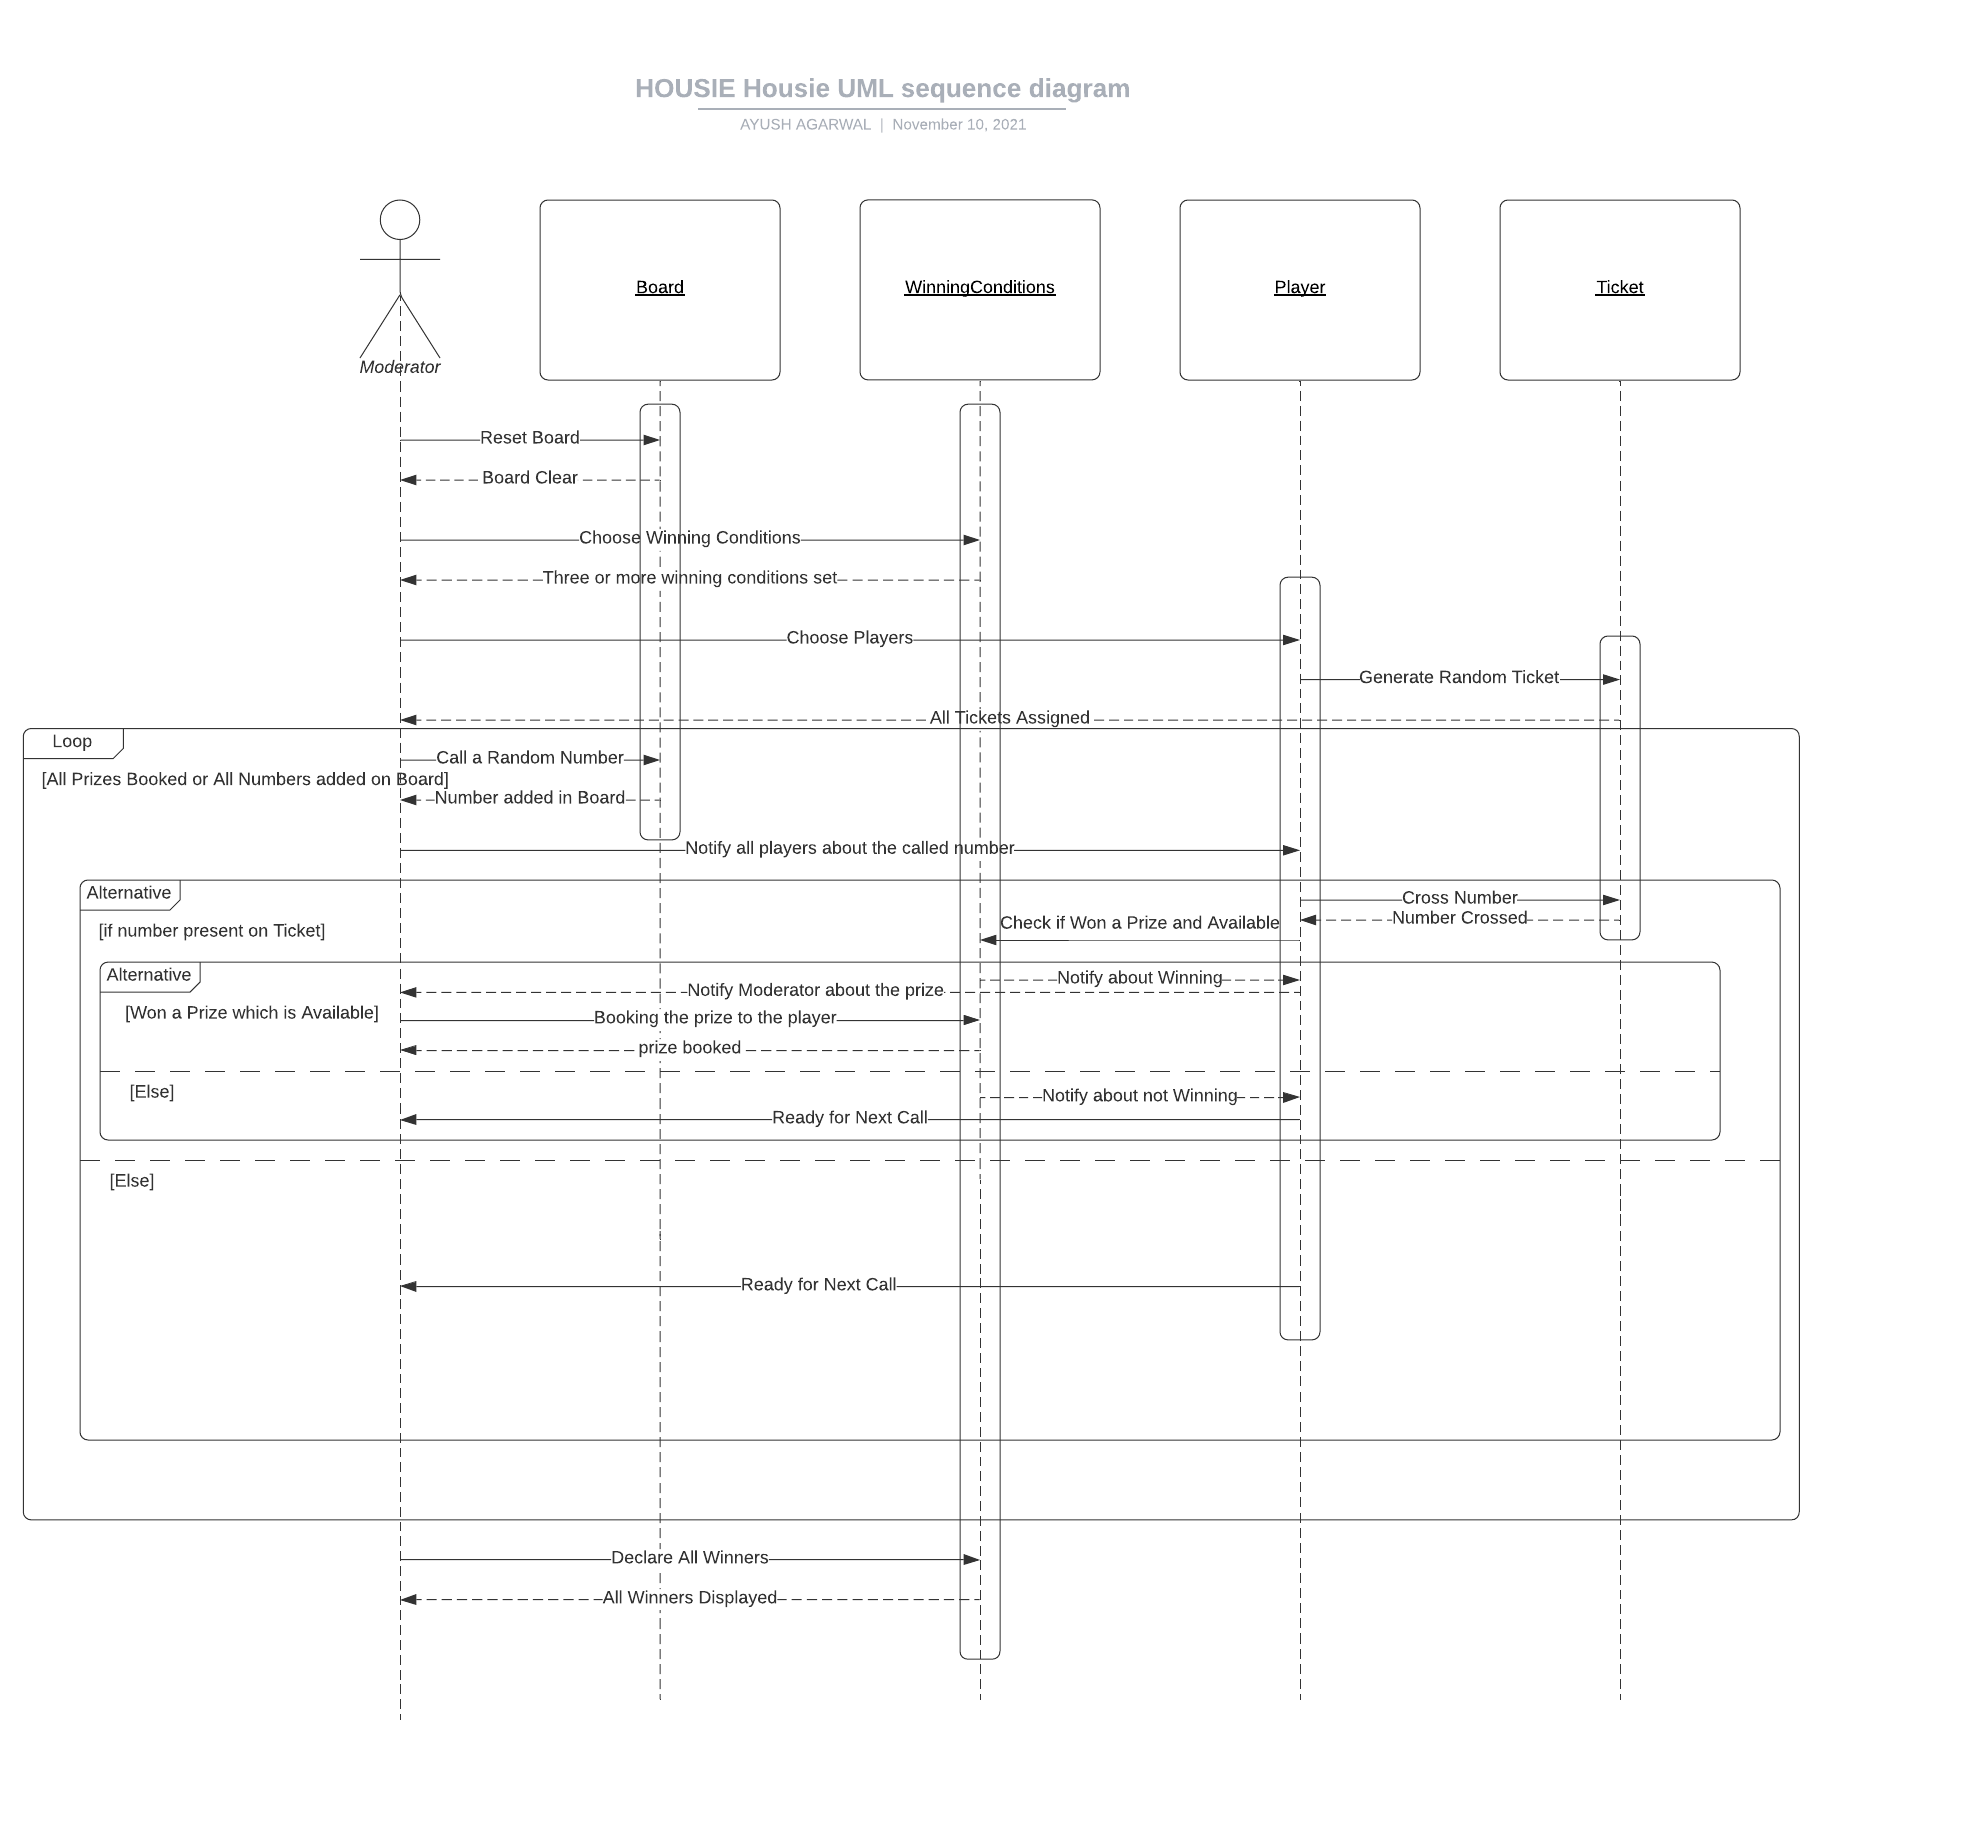 HOUSIE Housie UML sequence diagram
AYUSH AGARWAL | November 10, 2021
Moderator
Board
WinningConditions
Player
Ticket
Reset Board
Board Clear
Choose Winning Conditions
Three or more winning conditions set
Choose Players
Generate Random Ticket
All Tickets Assigned
Loop
Call a Random Number
[All Prizes Booked or All Numbers added on Board]
Number added in Board
Notify all players about the called number
Alternative
Cross Number
Number Crossed
Check if Won a Prize and Available
[if number present on Ticket]
Alternative
Notify about Winning
Notify Moderator about the prize
[Won a Prize which is Available]
Booking the prize to the player
prize booked
[Else]
Notify about not Winning
Ready for Next Call
[Else]
Ready for Next Call
Declare All Winners
All Winners Displayed